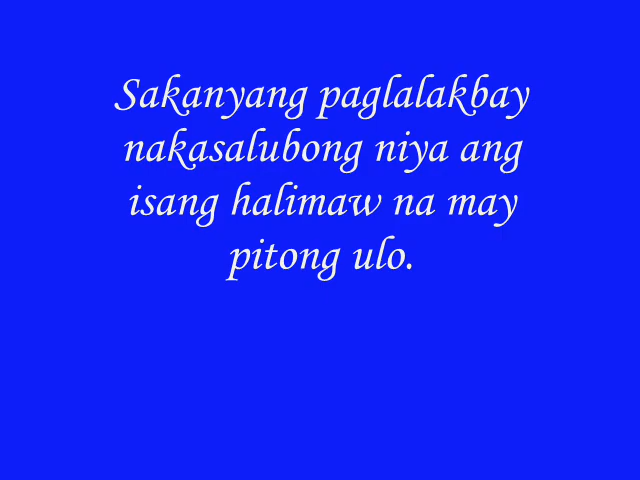 Sakanyang paglalakbay
nakasalubong niya ang
isang halimaw na may
pitong ulo.